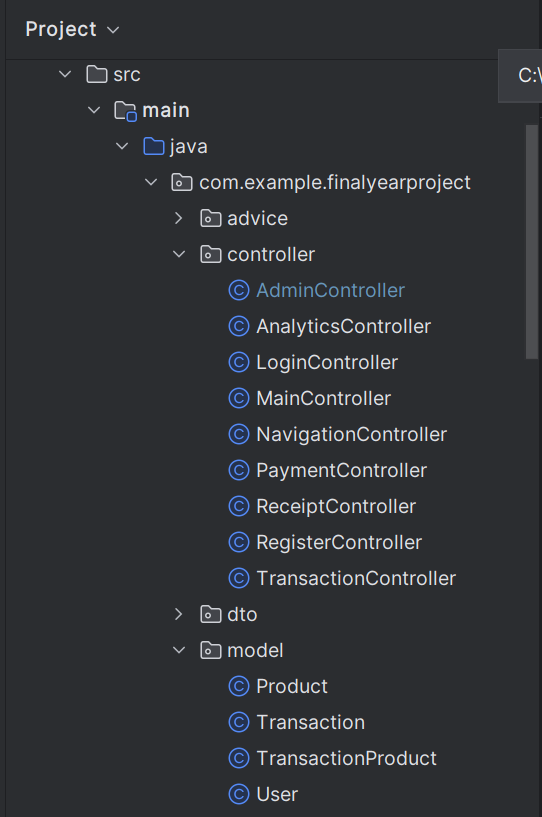 Project
C:\
src
main
java
com.example.finalyearproject
advice
controller
C AdminController
C AnalyticsController
C LoginController
C MainController
C NavigationController
C PaymentController
C ReceiptController
C RegisterController
C TransactionController
dto
model
C Product
C Transaction
C TransactionProduct
C User